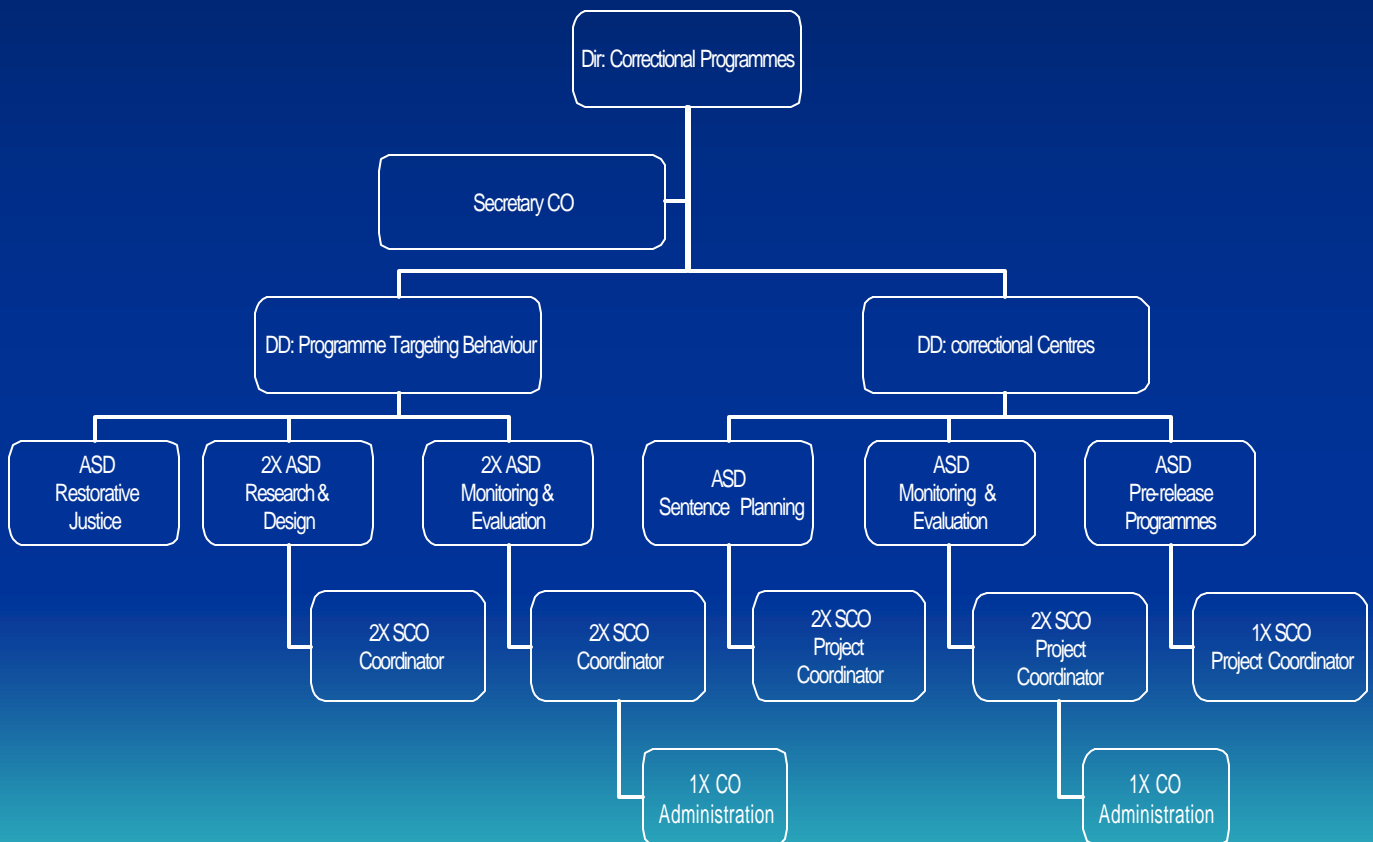 Dir: Correctional Programmes
Secretary CO
DD: Programme Targeting Behaviour
DD: correctional Centres
ASD
Restorative
Justice
2X ASD
Research &
Design
2X ASD
Monitoring &
Evaluation
ASD
Sentence Planning
ASD
Monitoring &
Evaluation
ASD
Pre-release
Programmes
2X SCO
Coordinator
2X SCO
Coordinator
2X SCO
Project
Coordinator
2X SCO
Project
Coordinator
1X SCO
Project Coordinator
1X CO
Administration
1X CO
Administration